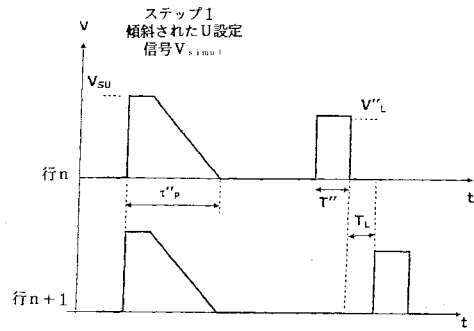 ステップ1
傾斜されたU設定
信号Vsimul
V
VSU
V"L
行n
t
τ"P
T"
TL
行n+1
t